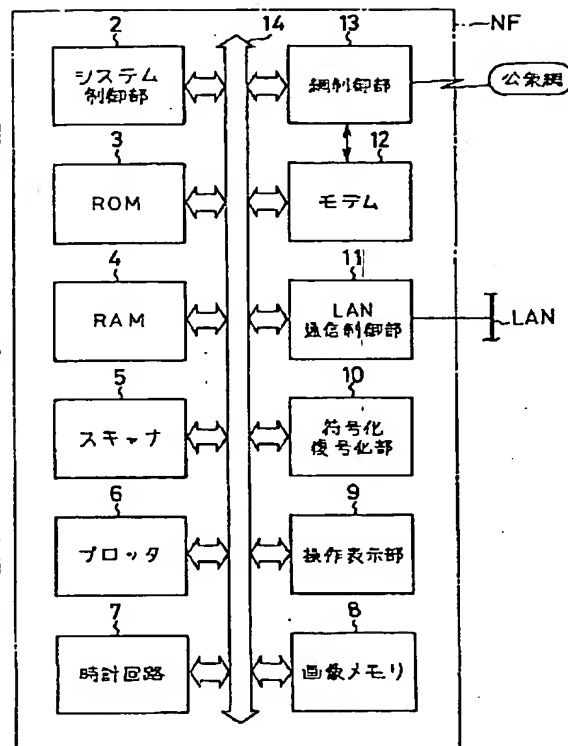 2
14
13
NF
システム
制御部
網制御部
公衆網
3
12
ROM
モデム
4
11
RAM
LAN
通信制御部
LAN
5
10
スキャナ
符号化
復号化部
6
9
プロッタ
操作表示部
7
8
時計回路
画像メモリ